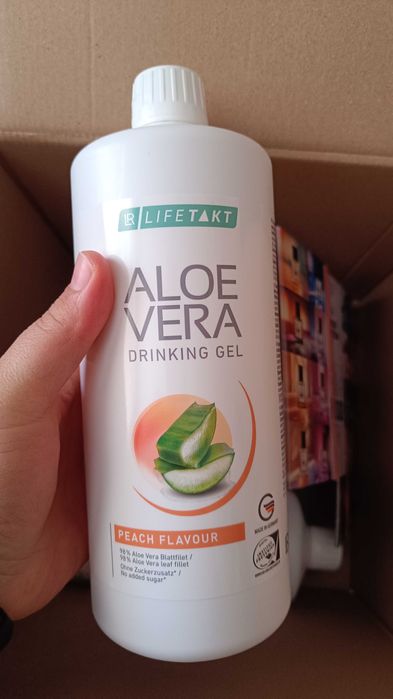 LR LIFETAKT
ALOE
VERA
DRINKING GEL
PEACH FLAVOUR
98% Aloe Vera Blattfilet /
98% Aloe Vera leaf fillet
Ohne Zuckerzusatz* /
No added sugar*
MADE IN GERMANY